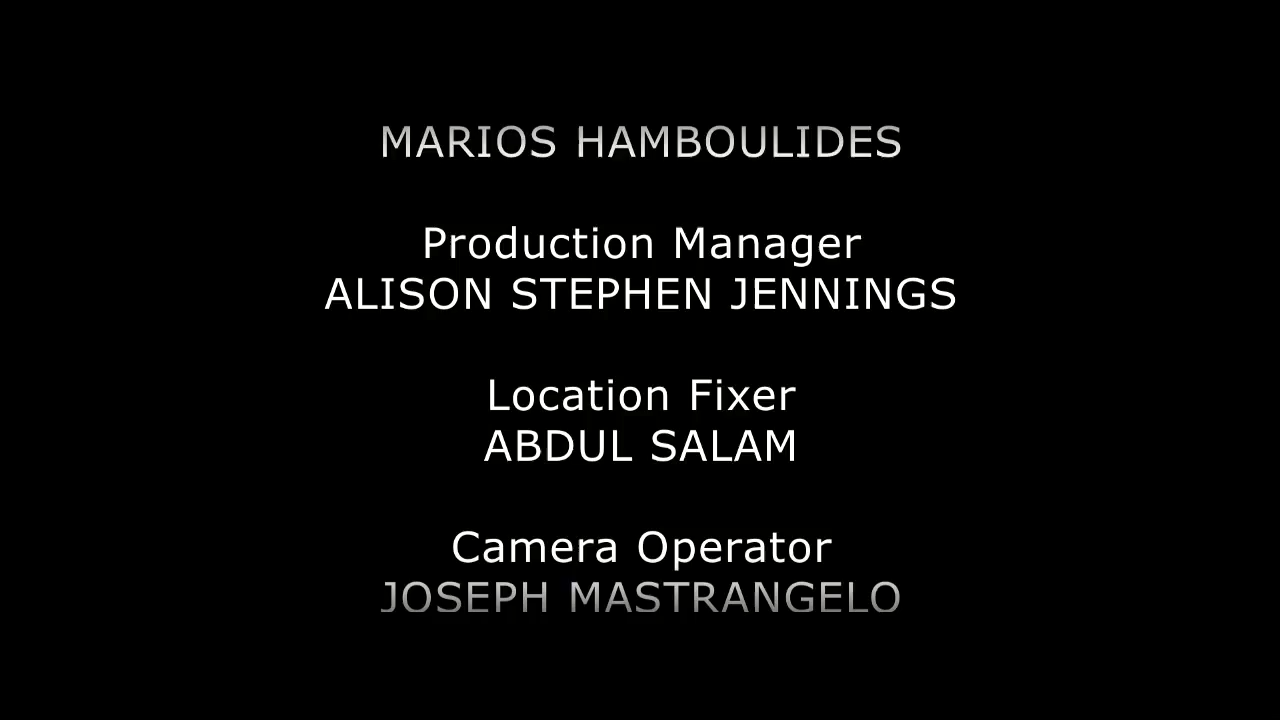 MARIOS HAMBOULIDES
Production Manager
ALISON STEPHEN JENNINGS
Location Fixer
ABDUL SALAM
Camera Operator
JOSEPH MASTRANGELO